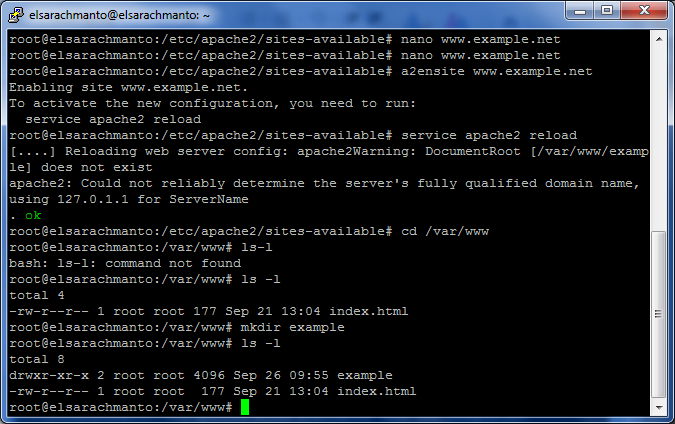 elsarachmanto@elsarachmanto: ~
root@elsarachmanto:/etc/apache2/sites-available# nano www.example.net
root@elsarachmanto:/etc/apache2/sites-available# nano www.example.net
root@elsarachmanto:/etc/apache2/sites-available# a2ensite www.example.net
Enabling site www.example.net.
To activate the new configuration, you need to run:
  service apache2 reload
root@elsarachmanto:/etc/apache2/sites-available# service apache2 reload
[....] Reloading web server config: apache2Warning: DocumentRoot [/var/www/examp
le] does not exist
apache2: Could not reliably determine the server's fully qualified domain name,
using 127.0.1.1 for ServerName
. ok
root@elsarachmanto:/etc/apache2/sites-available# cd /var/www
root@elsarachmanto:/var/www# ls-l
bash: ls-l: command not found
root@elsarachmanto:/var/www# ls -l
total 4
-rw-r--r-- 1 root root 177 Sep 21 13:04 index.html
root@elsarachmanto:/var/www# mkdir example
root@elsarachmanto:/var/www# ls -l
total 8
drwxr-xr-x 2 root root 4096 Sep 26 09:55 example
-rw-r--r-- 1 root root  177 Sep 21 13:04 index.html
root@elsarachmanto:/var/www#